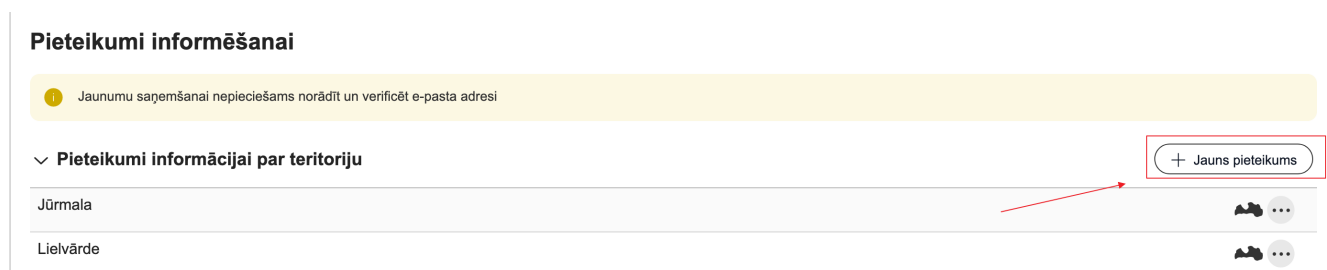 Pieteikumi informēšanai
Jaunumu saņemšanai nepieciešams norādīt un verificēt e-pasta adresi
Pieteikumi informācijai par teritoriju
Jauns pieteikums
Jūrmala
Lielvārde